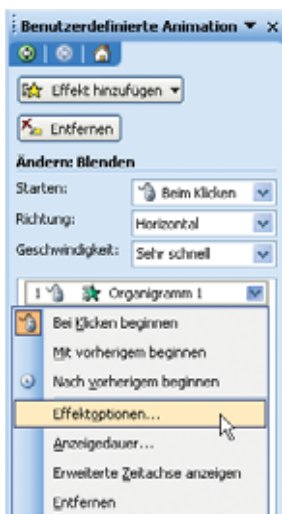 Benutzerdefinierte Animation
Effekt hinzufügen
Entfernen
Ändern: Blenden
Starten: Beim Klicken
Richtung: Horizontal
Geschwindigkeit: Sehr schnell
1 Organigramm 1
Bei Klicken beginnen
Mit vorherigem beginnen
Nach vorherigem beginnen
Effektoptionen...
Anzeigedauer...
Erweiterte Zeitachse anzeigen
Entfernen